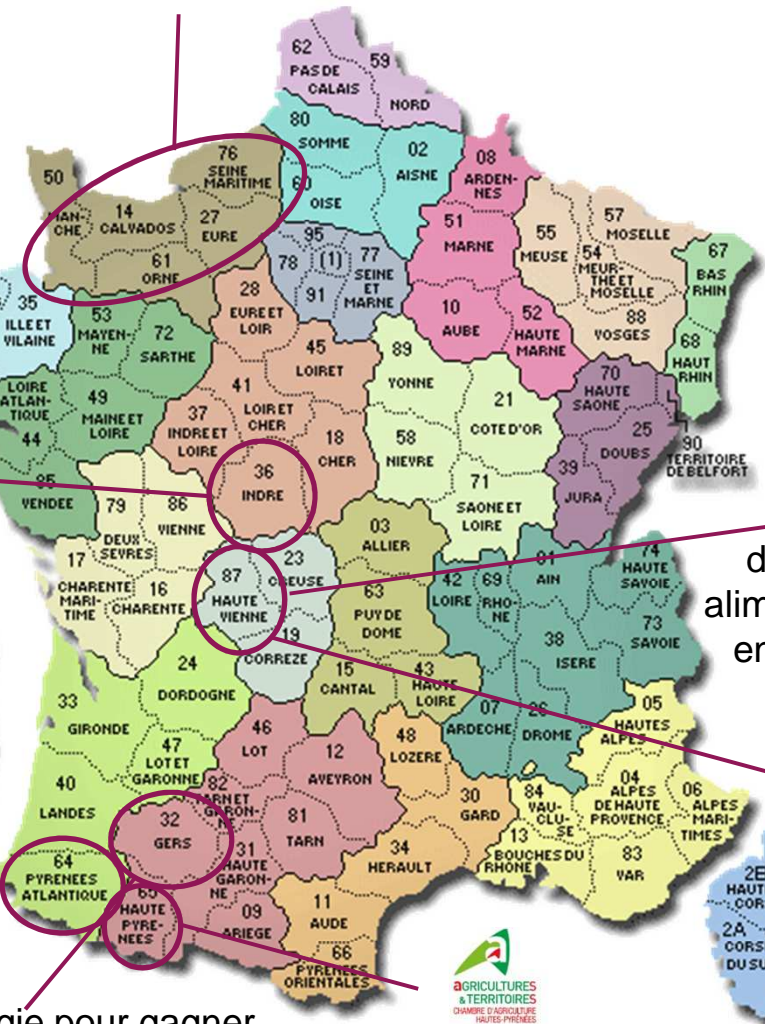 62
PAS DE
CALAIS
59
NORD
80
SOMME
02
AISNE
60
OISE
76
SEINE
MARITIME
50
MANCHE
14
CALVADOS
27
EURE
61
ORNE
08
ARDEN-
NES
51
MARNE
10
AUBE
52
HAUTE
MARNE
55
MEUSE
54
MEUR-
THE ET
MOSELLE
57
MOSELLE
88
VOSGES
67
BAS
RHIN
68
HAUT
RHIN
95
78
(1)
91
77
SEINE
ET
MARNE
28
EURE ET
LOIR
45
LOIRET
41
LOIR ET
CHER
37
INDRE ET
LOIRE
18
CHER
36
INDRE
35
ILLE ET
VILAINE
53
MAYEN-
NE
72
SARTHE
LOIRE
ATLAN-
TIQUE
44
49
MAINE ET
LOIRE
85
VENDEE
89
YONNE
21
COTE D'OR
58
NIEVRE
71
SAONE ET
LOIRE
70
HAUTE
SAONE
25
DOUBS
39
JURA
90
TERRITOIRE
DE BELFORT
79
DEUX
SEVRES
86
VIENNE
17
CHARENTE
MARI-
TIME
16
CHARENTE
87
HAUTE
VIENNE
23
CREUSE
19
CORREZE
03
ALLIER
63
PUY DE
DOME
15
CANTAL
43
HAUTE
LOIRE
42
LOIRE
69
RHO-
NE
01
AIN
74
HAUTE
SAVOIE
73
SAVOIE
38
ISERE
07
ARDECHE
26
DROME
d
alim
en
24
DORDOGNE
33
GIRONDE
47
LOT ET
GARONNE
40
LANDES
64
PYRENEES
ATLANTIQUE
46
LOT
12
AVEYRON
82
TARN ET
GARON-
NE
32
GERS
81
TARN
31
HAUTE
GARON-
NE
65
HAUTE
PYRE-
NEES
09
ARIEGE
48
LOZERE
30
GARD
34
HERAULT
11
AUDE
66
PYRENEES
ORIENTALES
05
HAUTES
ALPES
04
ALPES
DE HAUTE
PROVENCE
06
ALPES
MARI-
TIMES
84
VAU-
CLU-
SE
13
BOUCHES DU
RHONE
83
VAR
2B
HAUT
COR
2A
CORS
DU SU
AGRICULTURES
& TERRITOIRES
CHAMBRE D'AGRICULTURE
HAUTES-PYRÉNÉES
gie pour gagner